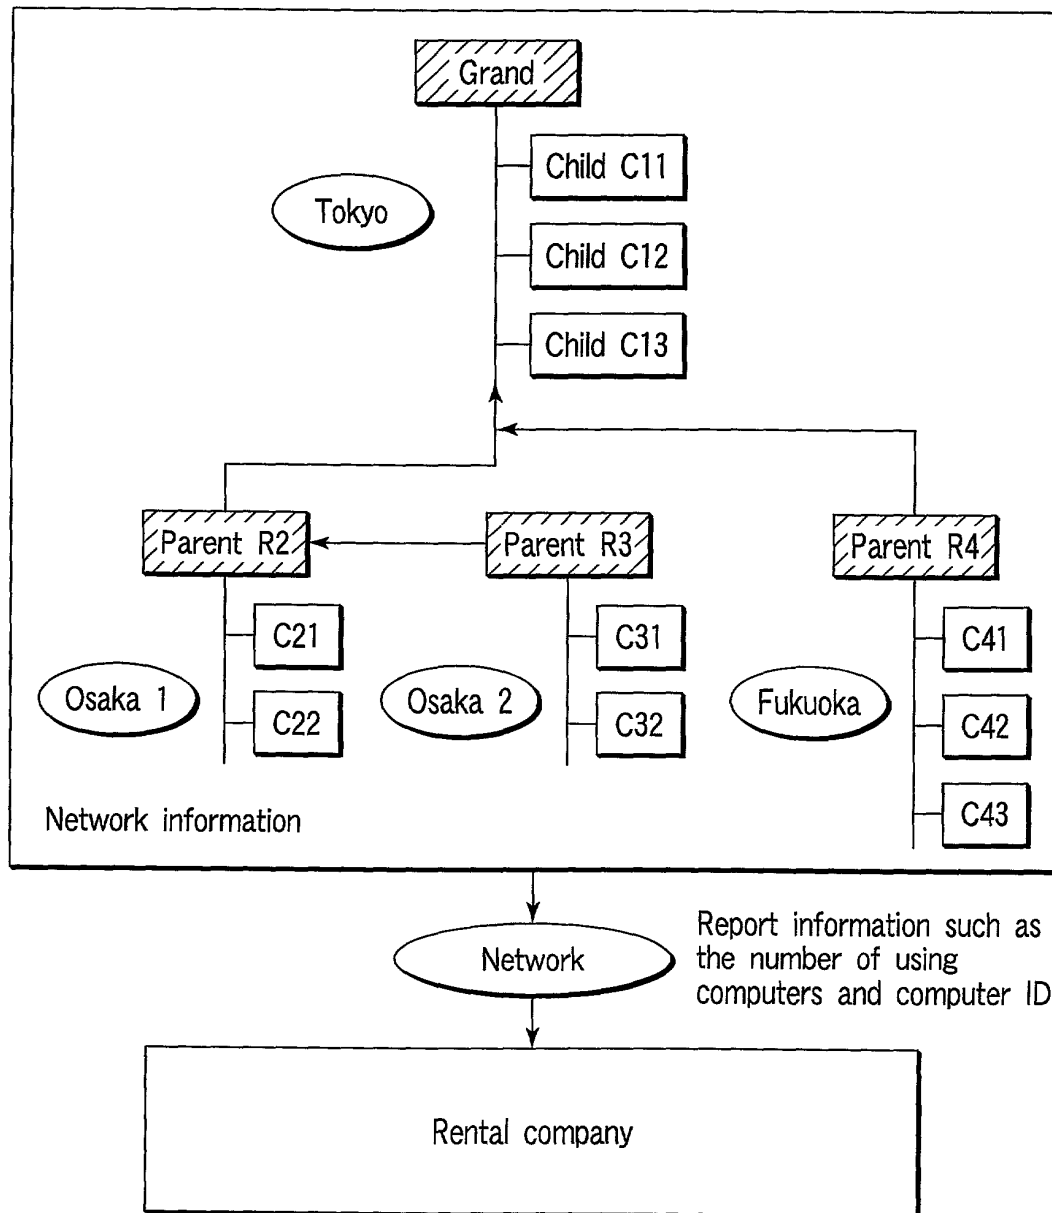 Grand
Child C11
Tokyo
Child C12
Child C13
Parent R2
Parent R3
Parent R4
C21
C31
C41
Osaka 1
Osaka 2
Fukuoka
C22
C32
C42
C43
Network information
Report information such as
the number of using
computers and computer ID
Network
Rental company